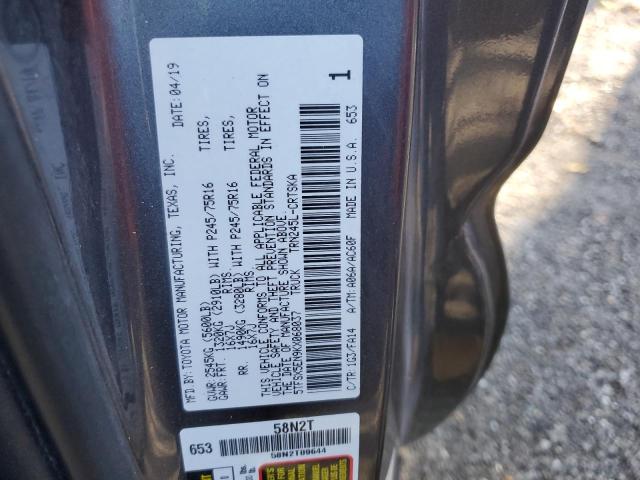 MFD. BY: TOYOTA MOTOR MANUFACTURING, TEXAS, INC. DATE: 04/19
GVWR: 2545KG (5600LB)
GAWR: FRT. 1320KG (2910LB) WITH P245/75R16 TIRES,
16X7J RIMS
RR. 1490KG (3280LB) WITH P245/75R16 TIRES,
16X7J RIMS
THIS VEHICLE CONFORMS TO ALL APPLICABLE FEDERAL MOTOR
VEHICLE SAFETY AND THEFT PREVENTION STANDARDS IN EFFECT ON
THE DATE OF MANUFACTURE SHOWN ABOVE.
5TFSX5EN9KX068037 TRUCK TRN245L-CRTSKA
C/TR:1G3/FA14 A/TM:A06A/AC60F MADE IN U.S.A. 653
1
653 58N2T
58N2T09644